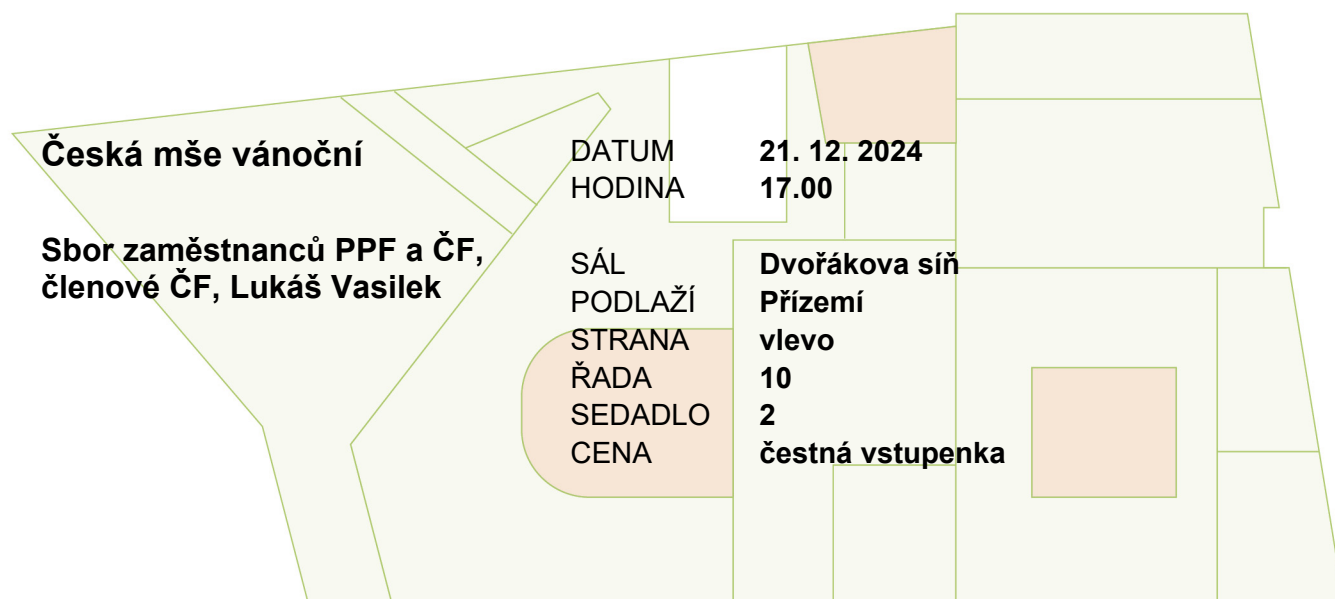 Česká mše vánoční
Sbor zaměstnanců PPF a ČF,
členové ČF, Lukáš Vasilek
DATUM 21. 12. 2024
HODINA 17.00
SÁL Dvořákova síň
PODLAŽÍ Přízemí
STRANA vlevo
ŘADA 10
SEDADLO 2
CENA čestná vstupenka